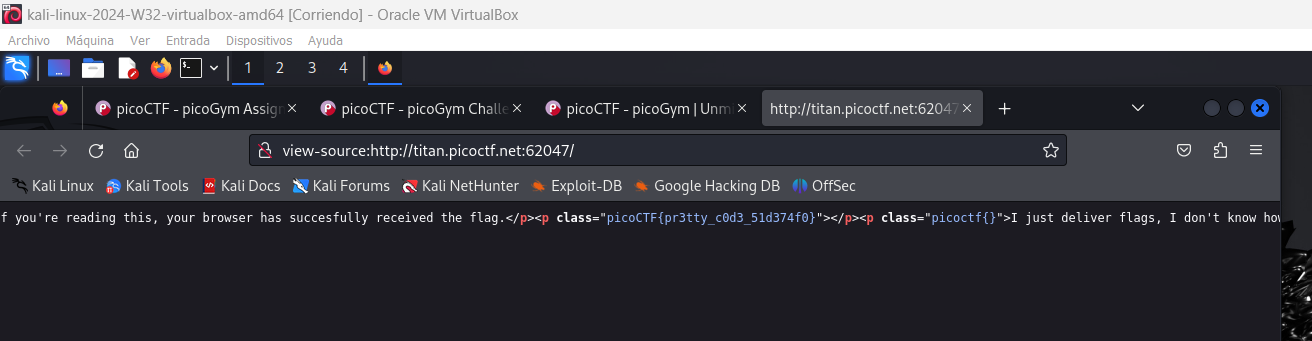 kali-linux-2024-W32-virtualbox-amd64 [Corriendo] - Oracle VM VirtualBox
Archivo Máquina Ver Entrada Dispositivos Ayuda
1 2 3 4
picoCTF - picoGym Assig picoCTF - picoGym Challe picoCTF - picoGym | Unm http://titan.picoctf.net:62047
view-source:http://titan.picoctf.net:62047/
Kali Linux Kali Tools Kali Docs Kali Forums Kali NetHunter Exploit-DB Google Hacking DB OffSec
f you're reading this, your browser has succesfully received the flag.</p><p class="picoCTF{pr3tty_c0d3_51d374f0}"></p><p class="picoctf{}">I just deliver flags, I don't know how